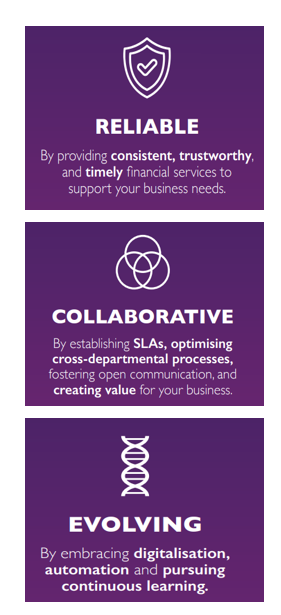 RELIABLE
By providing consistent, trustworthy,
and timely financial services to
support your business needs.
COLLABORATIVE
By establishing SLAs, optimising
cross-departmental processes,
fostering open communication, and
creating value for your business.
EVOLVING
By embracing digitalisation,
automation and pursuing
continuous learning.